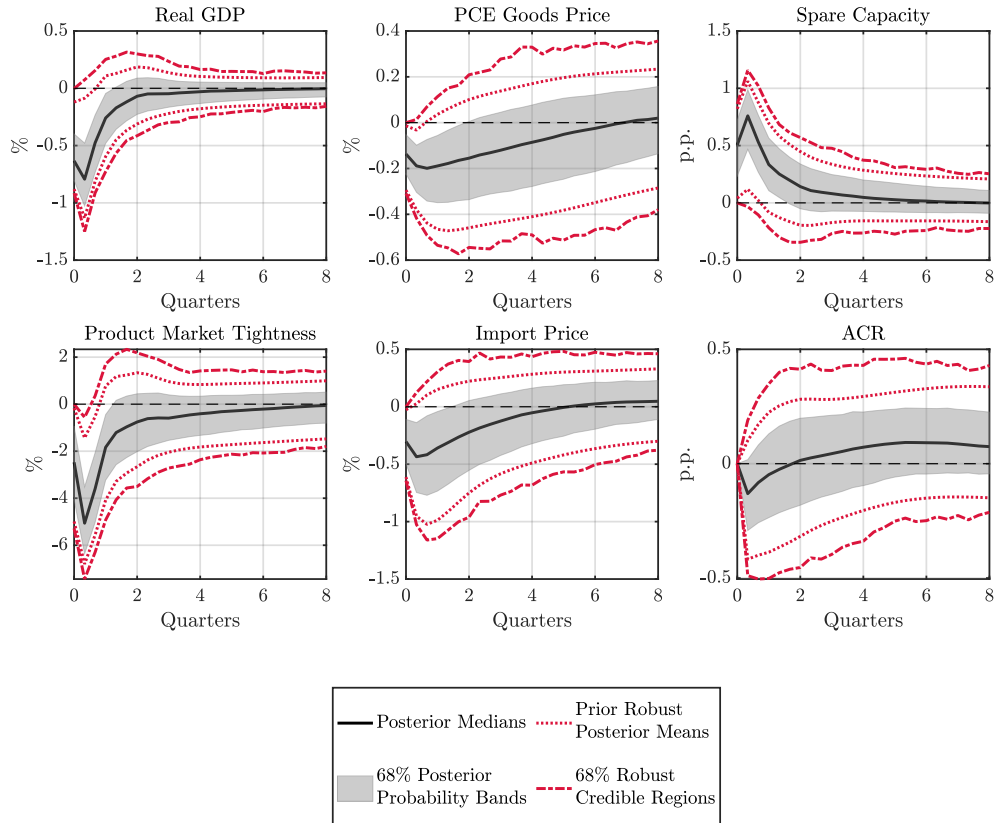 Real GDP
PCE Goods Price
Spare Capacity
0.5
0
-0.5
-1
-1.5
%
0 2 4 6 8
Quarters
0.4
0.2
0
-0.2
-0.4
-0.6
%
0 2 4 6 8
Quarters
1.5
1
0.5
0
-0.5
p.p.
0 2 4 6 8
Quarters
Product Market Tightness
Import Price
ACR
2
0
-2
-4
-6
%
0 2 4 6 8
Quarters
0.5
0
-0.5
-1
-1.5
%
0 2 4 6 8
Quarters
0.5
0
-0.5
p.p.
0 2 4 6 8
Quarters
Posterior Medians
Prior Robust
Posterior Means
68% Posterior
Probability Bands
68% Robust
Credible Regions